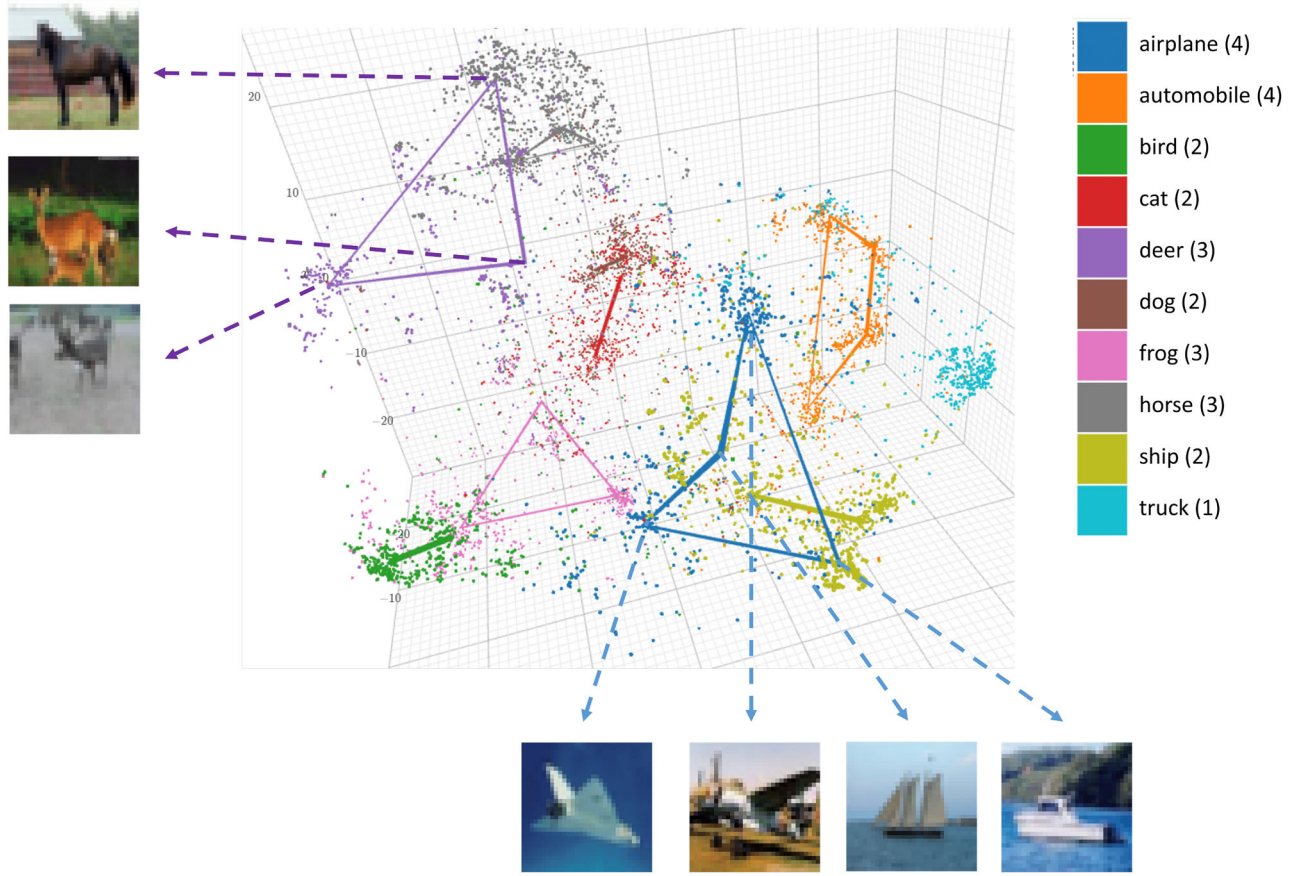 20
10
0
−10
−20
20
−10
airplane (4)
automobile (4)
bird (2)
cat (2)
deer (3)
dog (2)
frog (3)
horse (3)
ship (2)
truck (1)